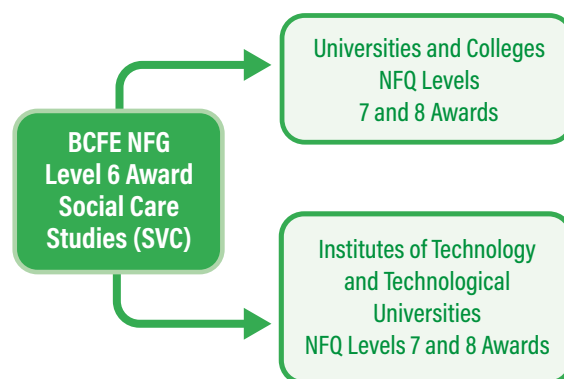 BCFE NFG
Level 6 Award
Social Care
Studies (SVC)
Universities and Colleges
NFQ Levels
7 and 8 Awards
Institutes of Technology
and Technological
Universities
NFQ Levels 7 and 8 Awards